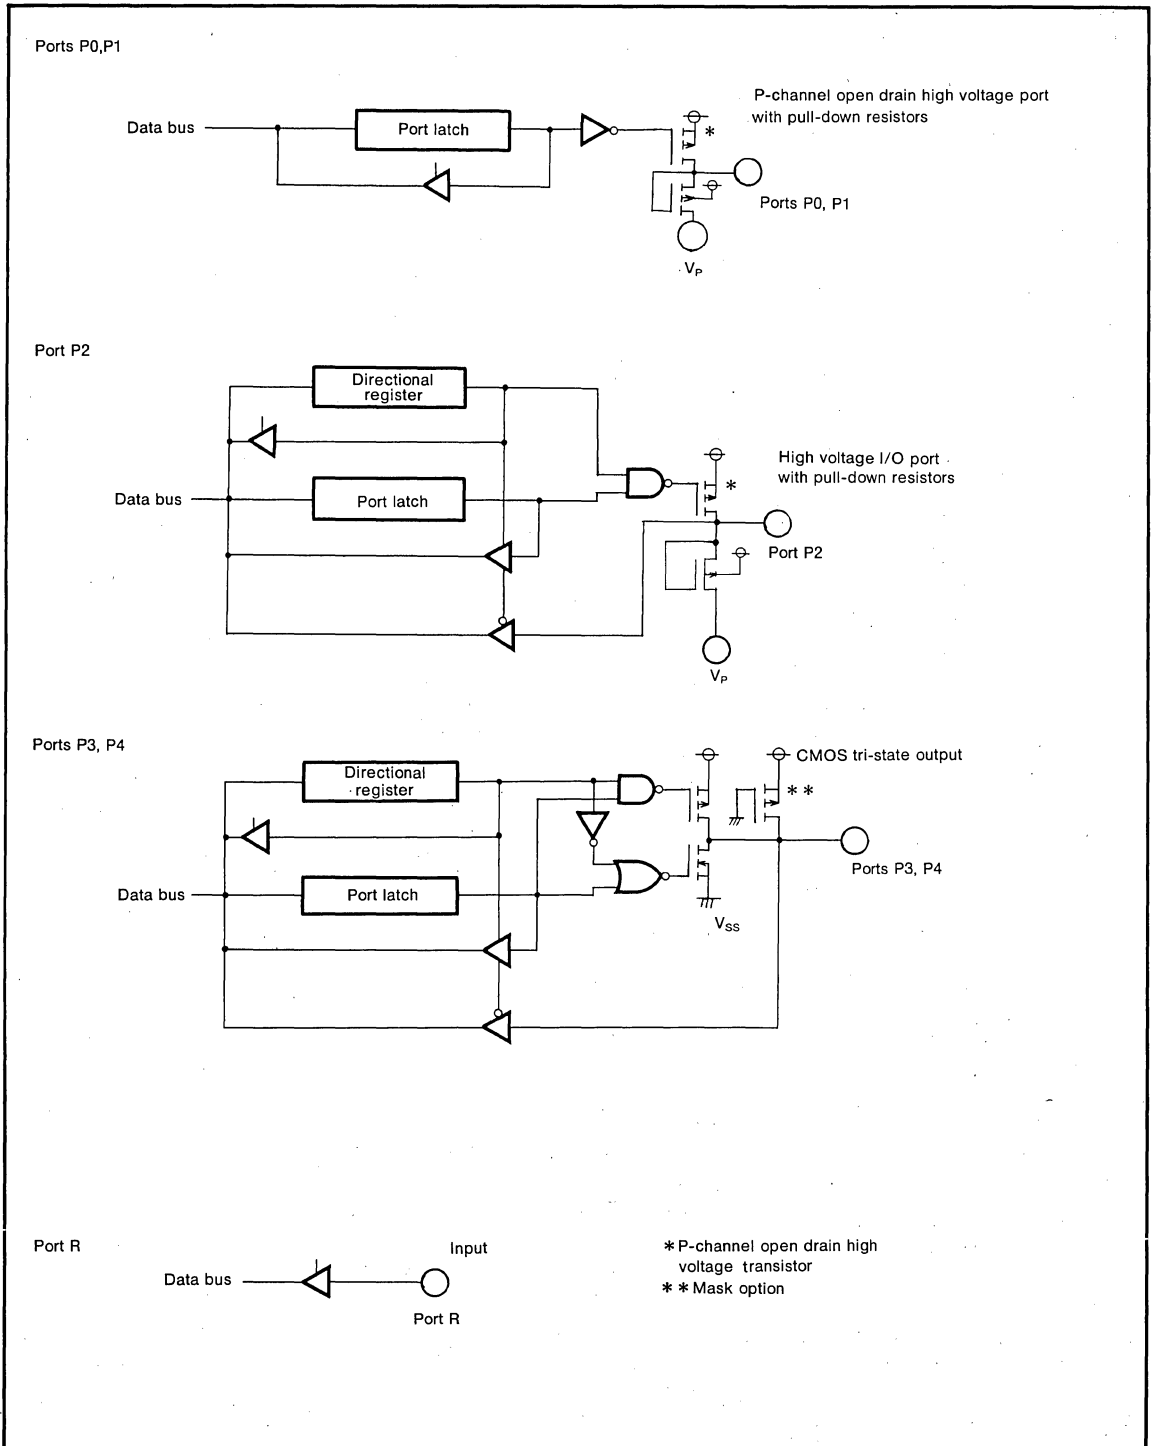 Ports P0,P1
P-channel open drain high voltage port
with pull-down resistors
Data bus
Port latch
*
Ports P0, P1
VP
Port P2
Directional
register
High voltage I/O port
with pull-down resistors
*
Data bus
Port latch
Port P2
VP
Ports P3, P4
CMOS tri-state output
Directional
register
**
Data bus
Port latch
Ports P3, P4
VSS
Port R
Input
Data bus
Port R
* P-channel open drain high
voltage transistor
** Mask option